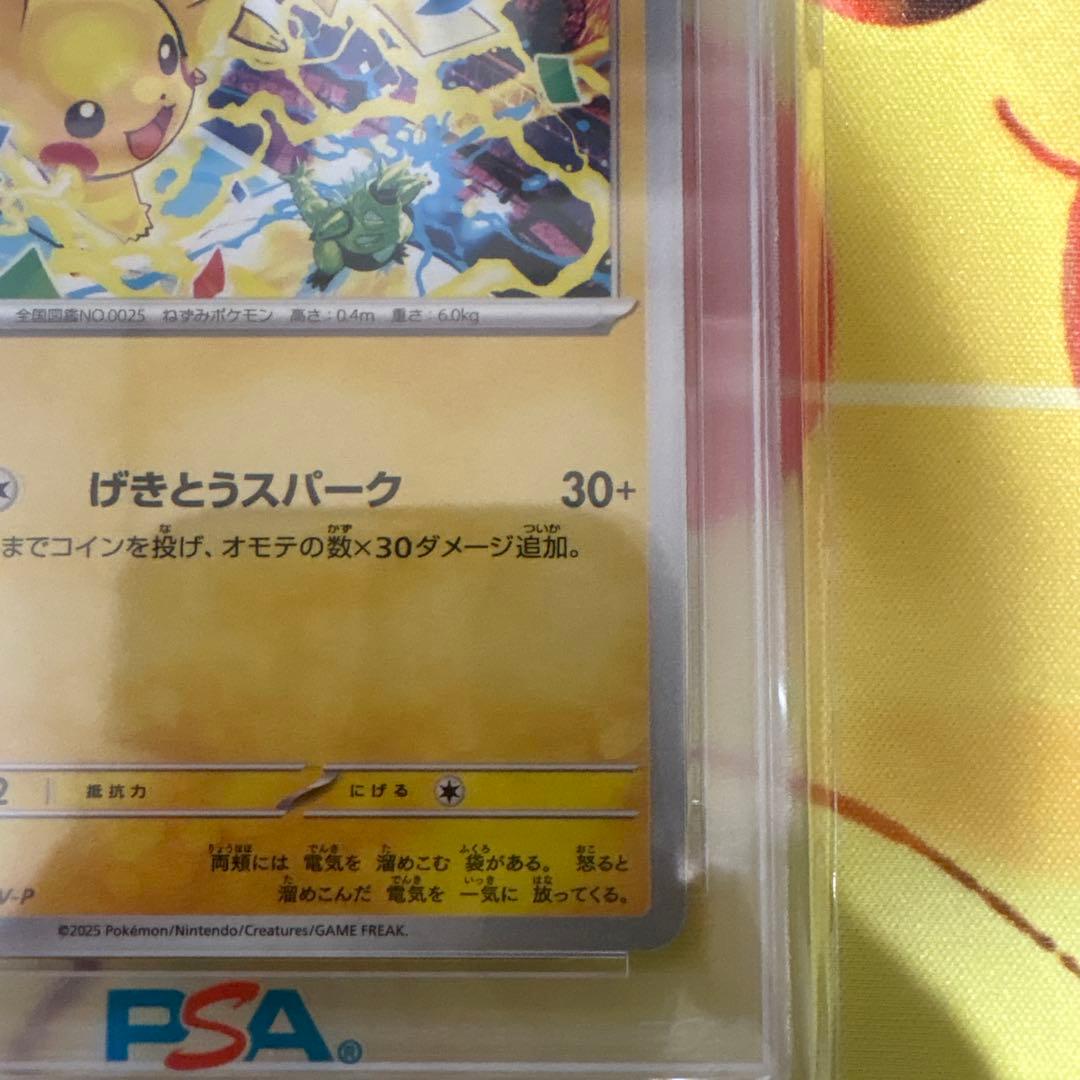 全国図鑑NO.0025 ねずみポケモン 高さ:0.4m 重さ:6.0kg
げきとうスパーク 30+
までコインを投げ、オモテの数×30ダメージ追加。
2 抵抗力 にげる
両頬には 電気を 溜めこむ 袋がある。 怒ると
溜めこんだ 電気を 一気に 放ってくる。
V-P
©2025 Pokémon/Nintendo/Creatures/GAME FREAK.
PSA®